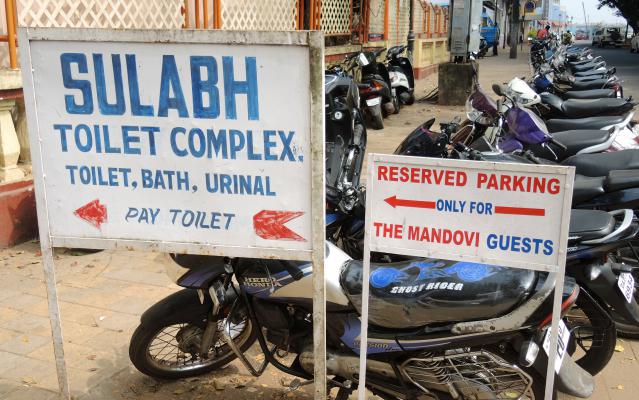 SULABH
TOILET COMPLEX.
TOILET, BATH, URINAL
PAY TOILET
RESERVED PARKING
ONLY FOR
THE MANDOVI GUESTS
HERO
HONDA
GHOST RIDER